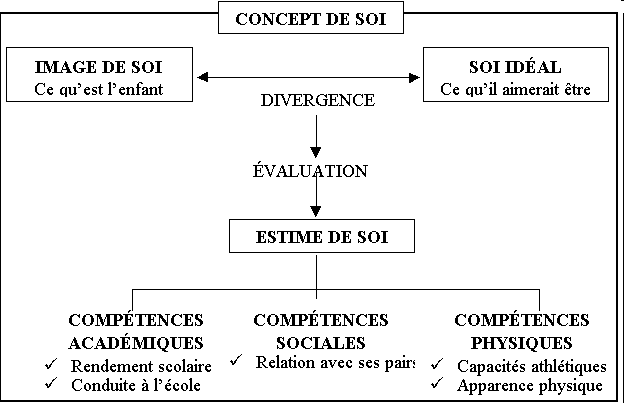 CONCEPT DE SOI
IMAGE DE SOI
Ce qu'est l'enfant
SOI IDÉAL
Ce qu'il aimerait être
DIVERGENCE
ÉVALUATION
ESTIME DE SOI
COMPÉTENCES
ACADÉMIQUES
✓ Rendement scolaire
✓ Conduite à l'école
COMPÉTENCES
SOCIALES
✓ Relation avec ses pairs
COMPÉTENCES
PHYSIQUES
✓ Capacités athlétiques
✓ Apparence physique